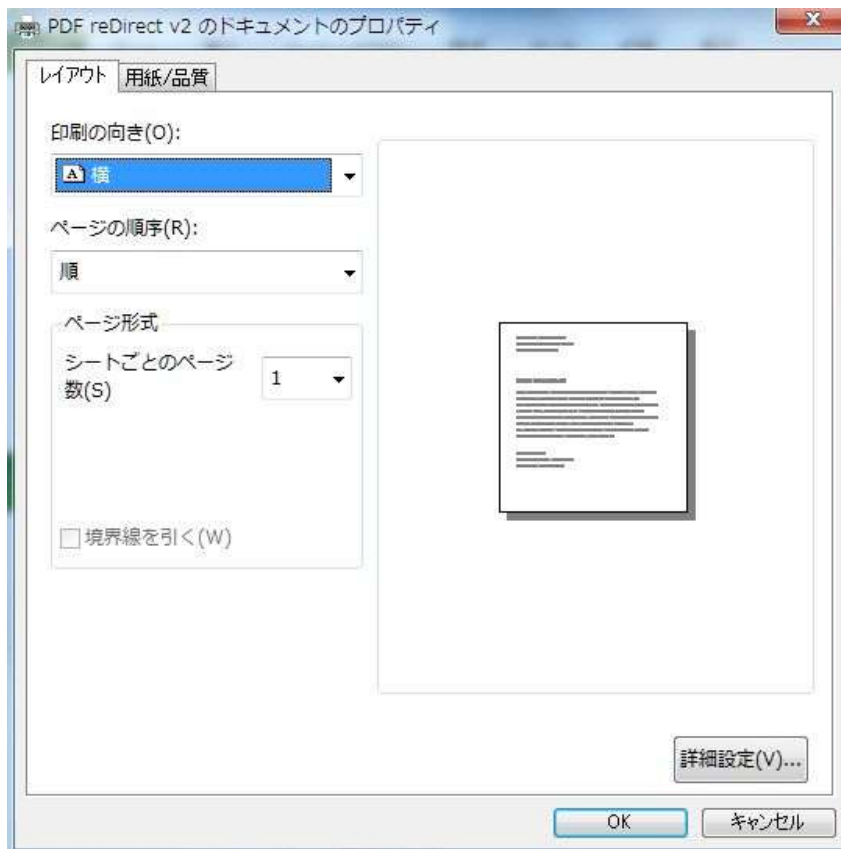 PDF reDirect v2 のドキュメントのプロパティ
レイアウト
用紙/品質
印刷の向き(O):
A 横
ページの順序(R):
順
ページ形式
シートごとのページ
数(S)
1
境界線を引く(W)
詳細設定(V)...
OK
キャンセル